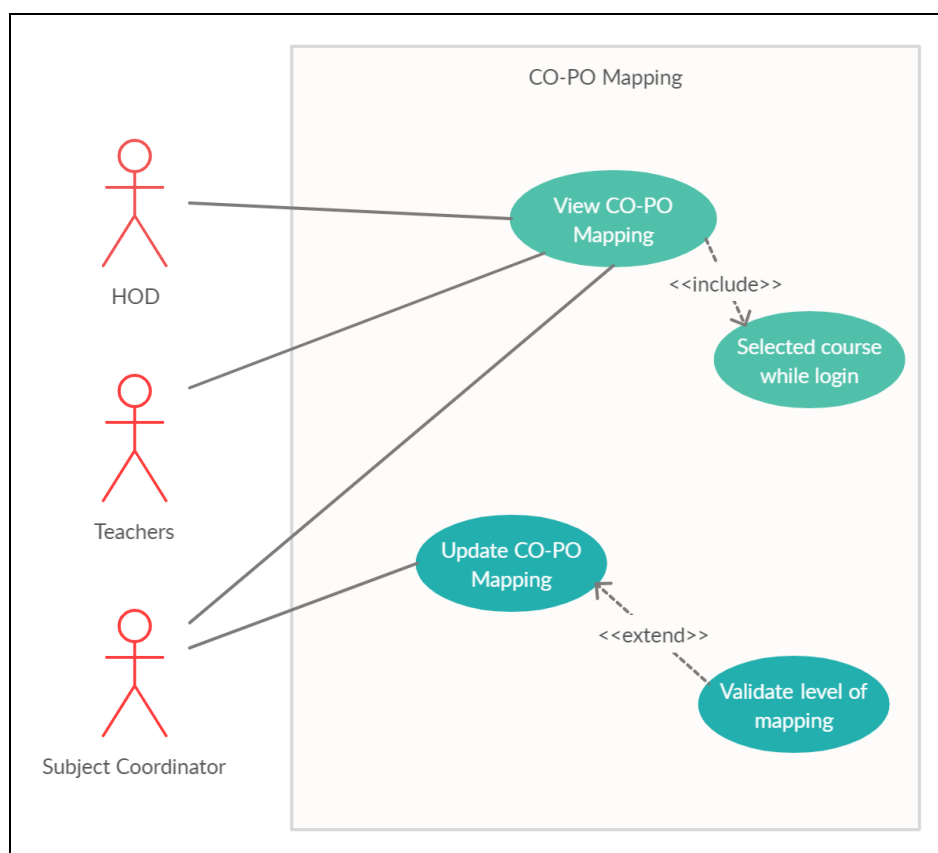 CO-PO Mapping
View CO-PO
Mapping
HOD
<<include>>
Selected course
while login
Teachers
Update CO-PO
Mapping
<<extend>>
Validate level of
mapping
Subject Coordinator